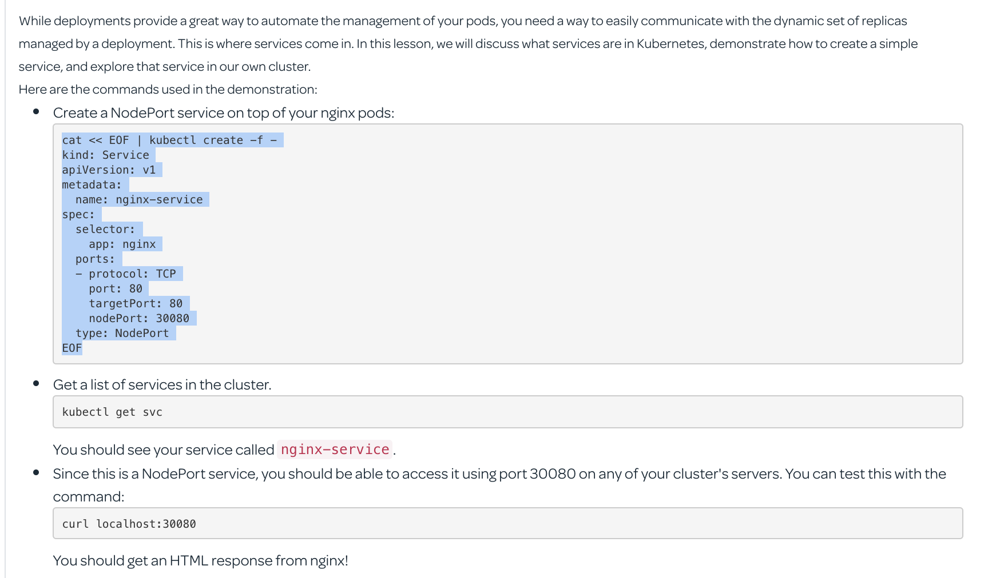 While deployments provide a great way to automate the management of your pods, you need a way to easily communicate with the dynamic set of replicas
managed by a deployment. This is where services come in. In this lesson, we will discuss what services are in Kubernetes, demonstrate how to create a simple
service, and explore that service in our own cluster.
Here are the commands used in the demonstration:
• Create a NodePort service on top of your nginx pods:
cat << EOF | kubectl create -f -
kind: Service
apiVersion: v1
metadata:
  name: nginx-service
spec:
  selector:
    app: nginx
  ports:
  - protocol: TCP
    port: 80
    targetPort: 80
    nodePort: 30080
  type: NodePort
EOF
• Get a list of services in the cluster.
kubectl get svc
You should see your service called nginx-service.
• Since this is a NodePort service, you should be able to access it using port 30080 on any of your cluster's servers. You can test this with the
command:
curl localhost:30080
You should get an HTML response from nginx!